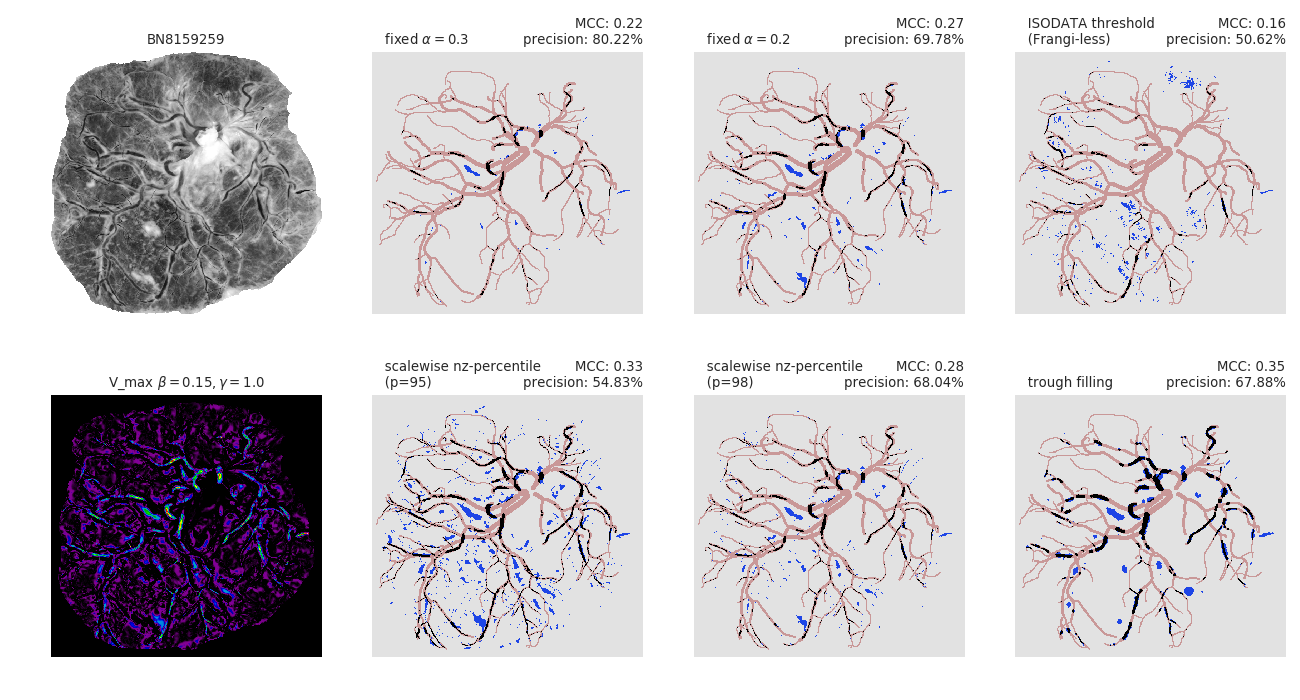 BN8159259
fixed α = 0.3
MCC: 0.22
precision: 80.22%
fixed α = 0.2
MCC: 0.27
precision: 69.78%
ISODATA threshold
(Frangi-less)
MCC: 0.16
precision: 50.62%
V_max β = 0.15, γ = 1.0
scalewise nz-percentile
(p=95)
MCC: 0.33
precision: 54.83%
scalewise nz-percentile
(p=98)
MCC: 0.28
precision: 68.04%
trough filling
MCC: 0.35
precision: 67.88%